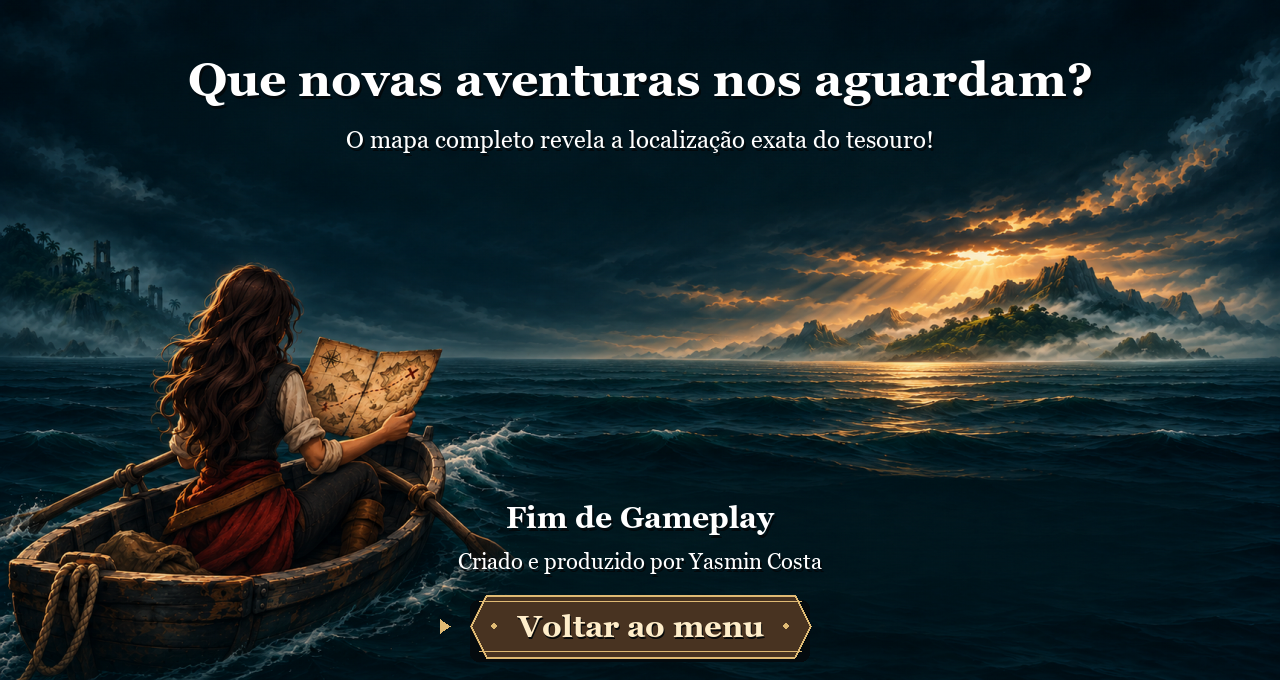 Que novas aventuras nos aguardam?
O mapa completo revela a localização exata do tesouro!
Fim de Gameplay
Criado e produzido por Yasmin Costa
Voltar ao menu